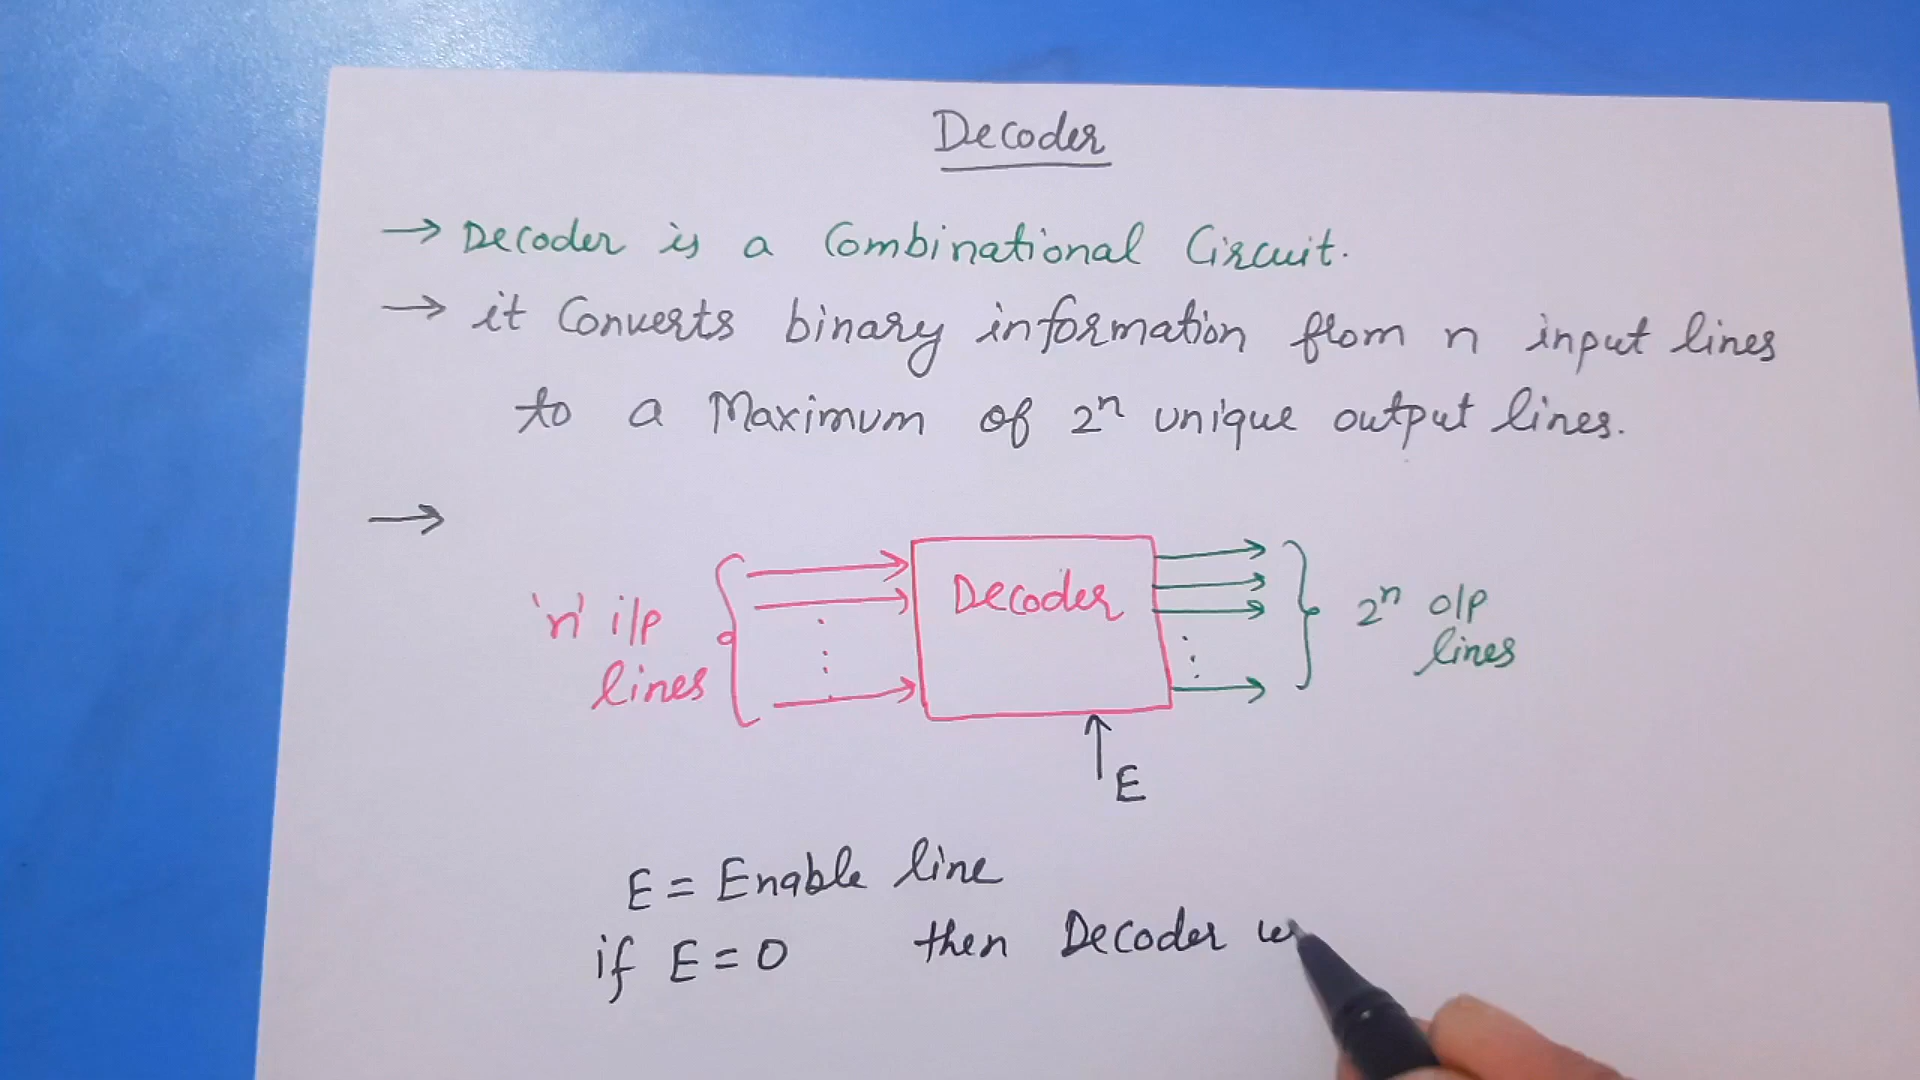 Decoder
→ Decoder is a Combinational Circuit.
→ it Converts binary information from n input lines
to a Maximum of 2ⁿ unique output lines.
→
'n' i/p
lines
Decoder
2ⁿ o/p
lines
E
E = Enable line
if E = 0 then Decoder